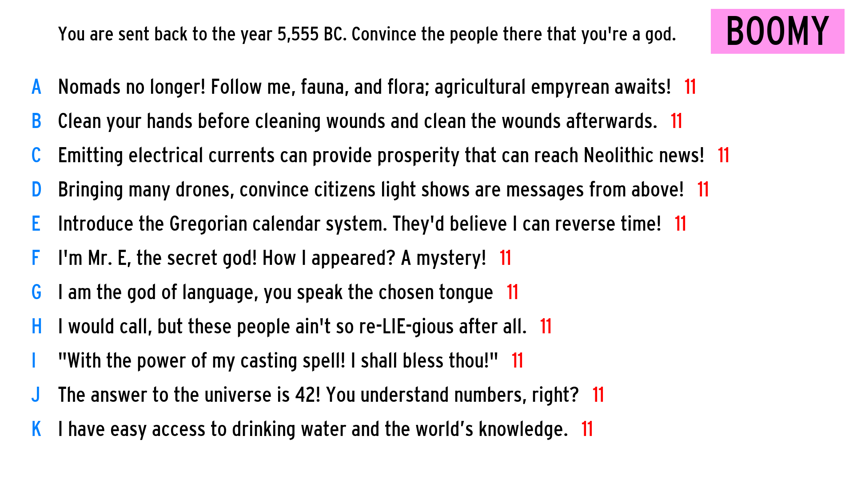 You are sent back to the year 5,555 BC. Convince the people there that you're a god.
BOOMY
A Nomads no longer! Follow me, fauna, and flora; agricultural empyrean awaits! 11
B Clean your hands before cleaning wounds and clean the wounds afterwards. 11
C Emitting electrical currents can provide prosperity that can reach Neolithic news! 11
D Bringing many drones, convince citizens light shows are messages from above! 11
E Introduce the Gregorian calendar system. They'd believe I can reverse time! 11
F I'm Mr. E, the secret god! How I appeared? A mystery! 11
G I am the god of language, you speak the chosen tongue 11
H I would call, but these people ain't so re-LIE-gious after all. 11
I "With the power of my casting spell! I shall bless thou!" 11
J The answer to the universe is 42! You understand numbers, right? 11
K I have easy access to drinking water and the world’s knowledge. 11